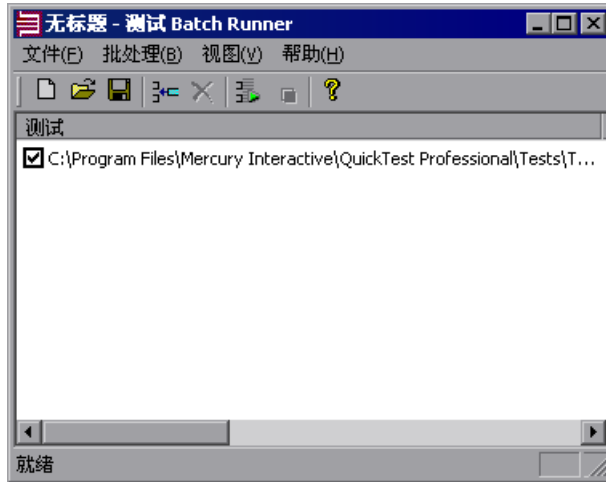 无标题 - 测试 Batch Runner
文件(F) 批处理(B) 视图(V) 帮助(H)
测试
C:\Program Files\Mercury Interactive\QuickTest Professional\Tests\T...
就绪